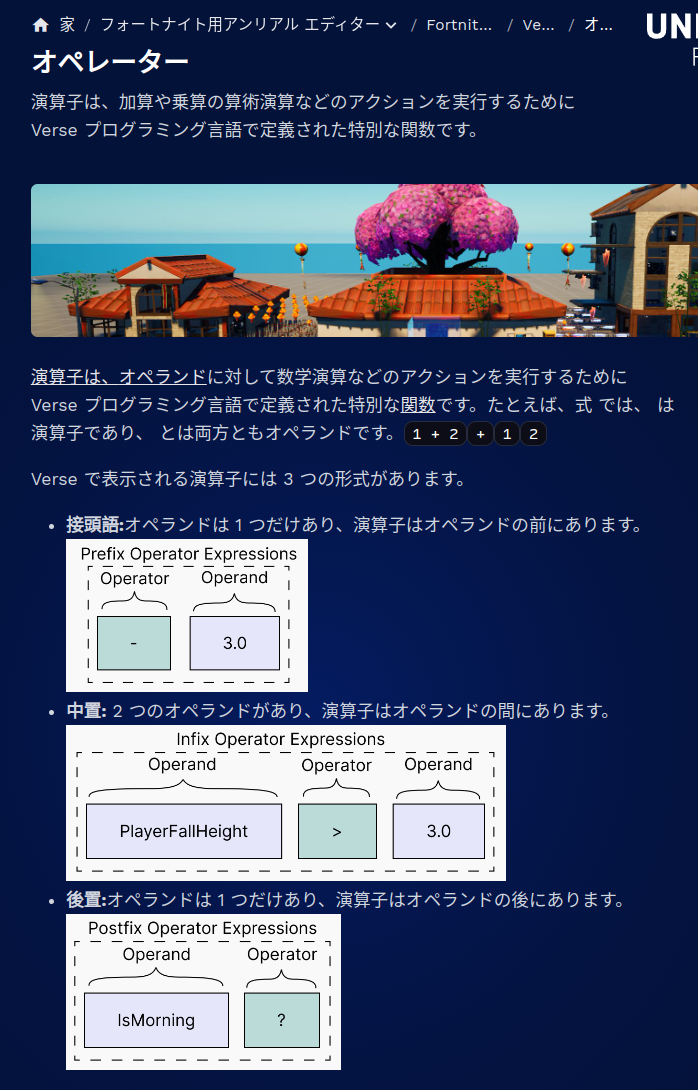 家 / フォートナイト用アンリアル エディター / Fortnit... / Ve... / オ...
オペレーター
演算子は、加算や乗算の算術演算などのアクションを実行するために
Verse プログラミング言語で定義された特別な関数です。
演算子は、オペランドに対して数学演算などのアクションを実行するために
Verse プログラミング言語で定義された特別な関数です。たとえば、式 では、 は
演算子であり、 とは両方ともオペランドです。 1 + 2 + 1 2
Verse で表示される演算子には 3 つの形式があります。
接頭語:オペランドは 1 つだけあり、演算子はオペランドの前にあります。
Prefix Operator Expressions
Operator Operand
- 3.0
中置: 2 つのオペランドがあり、演算子はオペランドの間にあります。
Infix Operator Expressions
Operand Operator Operand
PlayerFallHeight > 3.0
後置:オペランドは 1 つだけあり、演算子はオペランドの後にあります。
Postfix Operator Expressions
Operand Operator
IsMorning ?